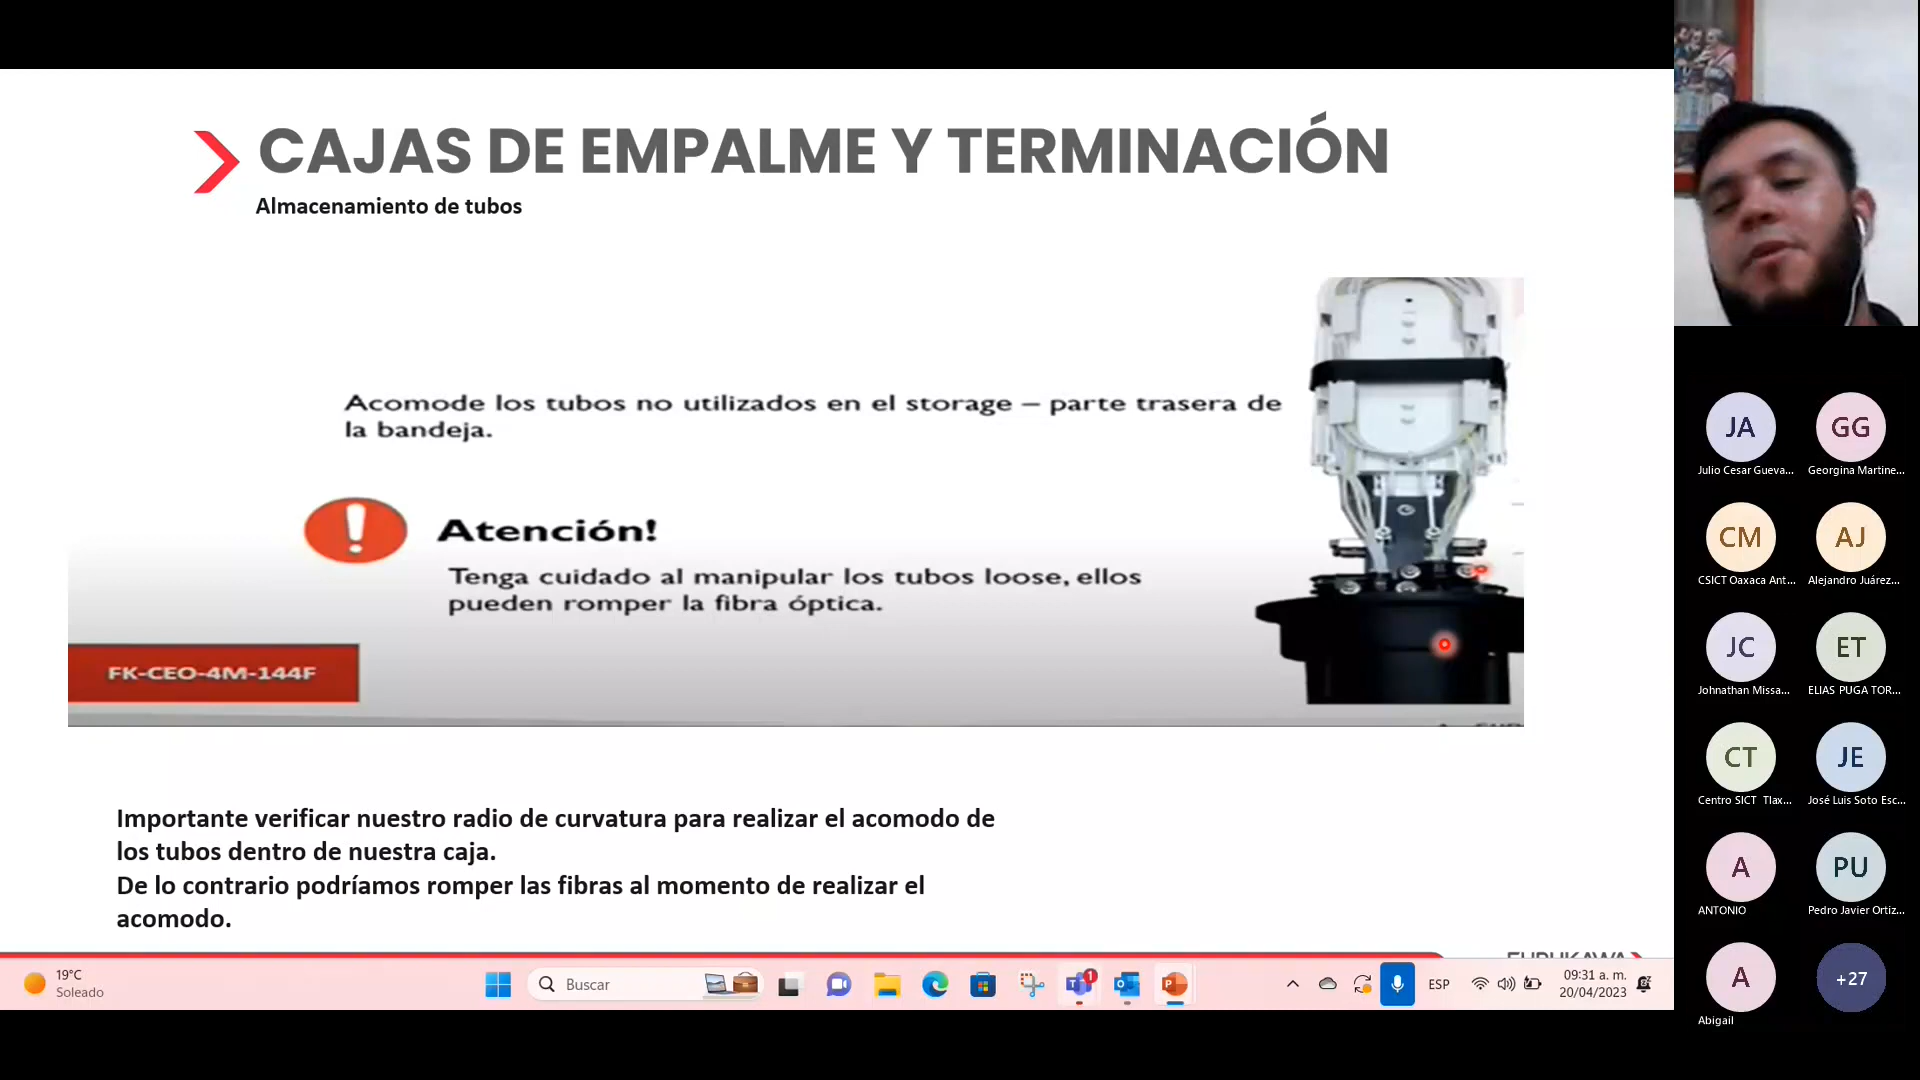 CAJAS DE EMPALME Y TERMINACIÓN
Almacenamiento de tubos
Acomode los tubos no utilizados en el storage – parte trasera de
la bandeja.
Atención!
Tenga cuidado al manipular los tubos loose, ellos
pueden romper la fibra óptica.
FK-CEO-4M-144F
Importante verificar nuestro radio de curvatura para realizar el acomodo de
los tubos dentro de nuestra caja.
De lo contrario podríamos romper las fibras al momento de realizar el
acomodo.
FURUKAWA
19°C
Soleado
Buscar
1
ESP
09:31 a. m.
20/04/2023
JA
Julio Cesar Gueva...
GG
Georgina Martine...
CM
CSICT Oaxaca Ant...
AJ
Alejandro Juárez...
JC
Johnathan Missa...
ET
ELIAS PUGA TOR...
CT
Centro SICT Tlax...
JE
José Luis Soto Esc...
A
ANTONIO
PU
Pedro Javier Ortiz...
A
Abigail
+27